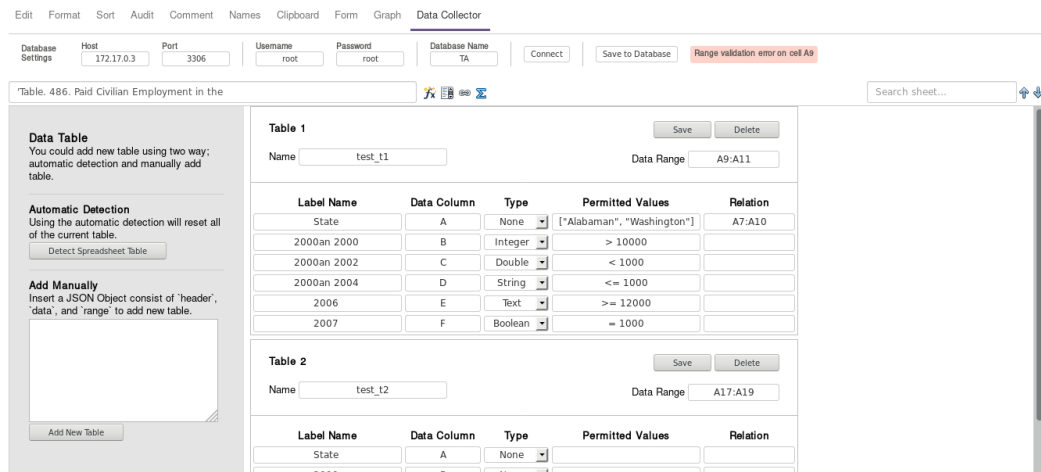 Edit Format Sort Audit Comment Names Clipboard Form Graph Data Collector
Database Settings
Host Port Username Password Database Name
172.17.0.3 3306 root root TA Connect Save to Database Range validation error on cell A9
'Table. 486. Paid Civilian Employment in the
Search sheet...
Data Table
You could add new table using two way;
automatic detection and manually add
table.
Automatic Detection
Using the automatic detection will reset all
of the current table.
Detect Spreadsheet Table
Add Manually
Insert a JSON Object consist of `header`,
`data`, and `range` to add new table.
Add New Table
Table 1 Save Delete
Name test_t1 Data Range A9:A11
Label Name Data Column Type Permitted Values Relation
State A None ["Alabaman", "Washington"] A7:A10
2000an 2000 B Integer > 10000
2000an 2002 C Double < 1000
2000an 2004 D String <= 1000
2006 E Text >= 12000
2007 F Boolean = 1000
Table 2 Save Delete
Name test_t2 Data Range A17:A19
Label Name Data Column Type Permitted Values Relation
State A None